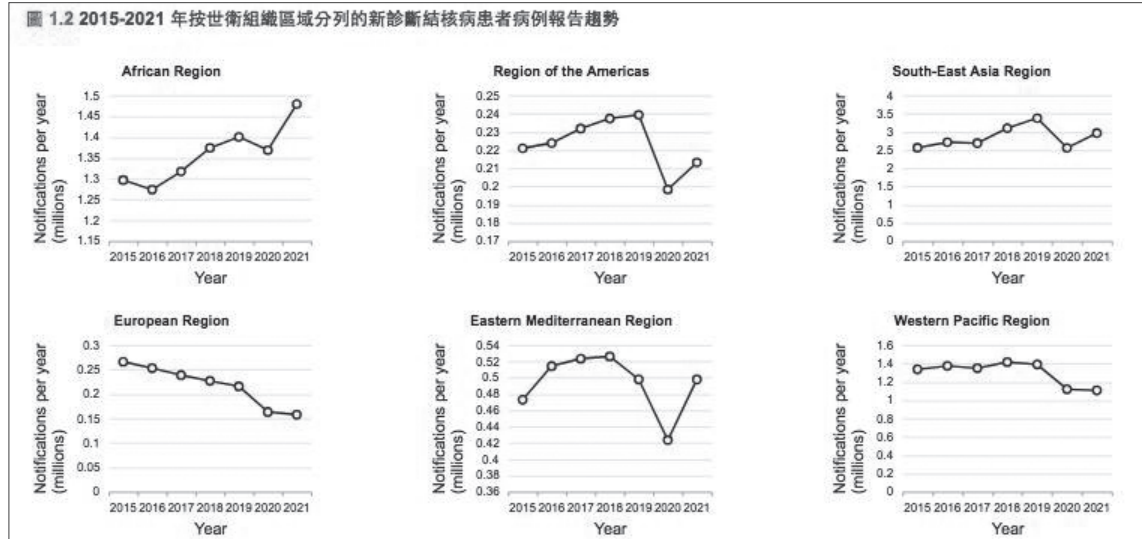 圖 1.2 2015-2021 年按世衛組織區域分列的新診斷結核病患者病例報告趨勢
African Region
Notifications per year
(millions)
1.5
1.45
1.4
1.35
1.3
1.25
1.2
1.15
2015 2016 2017 2018 2019 2020 2021
Year
Region of the Americas
Notifications per year
(millions)
0.25
0.24
0.23
0.22
0.21
0.2
0.19
0.18
0.17
2015 2016 2017 2018 2019 2020 2021
Year
South-East Asia Region
Notifications per year
(millions)
4
3.5
3
2.5
2
1.5
1
0.5
0
2015 2016 2017 2018 2019 2020 2021
Year
European Region
Notifications per year
(millions)
0.3
0.25
0.2
0.15
0.1
0.05
0
2015 2016 2017 2018 2019 2020 2021
Year
Eastern Mediterranean Region
Notifications per year
(millions)
0.54
0.52
0.5
0.48
0.46
0.44
0.42
0.4
0.38
0.36
2015 2016 2017 2018 2019 2020 2021
Year
Western Pacific Region
Notifications per year
(millions)
1.6
1.4
1.2
1
0.8
0.6
0.4
0.2
0
2015 2016 2017 2018 2019 2020 2021
Year